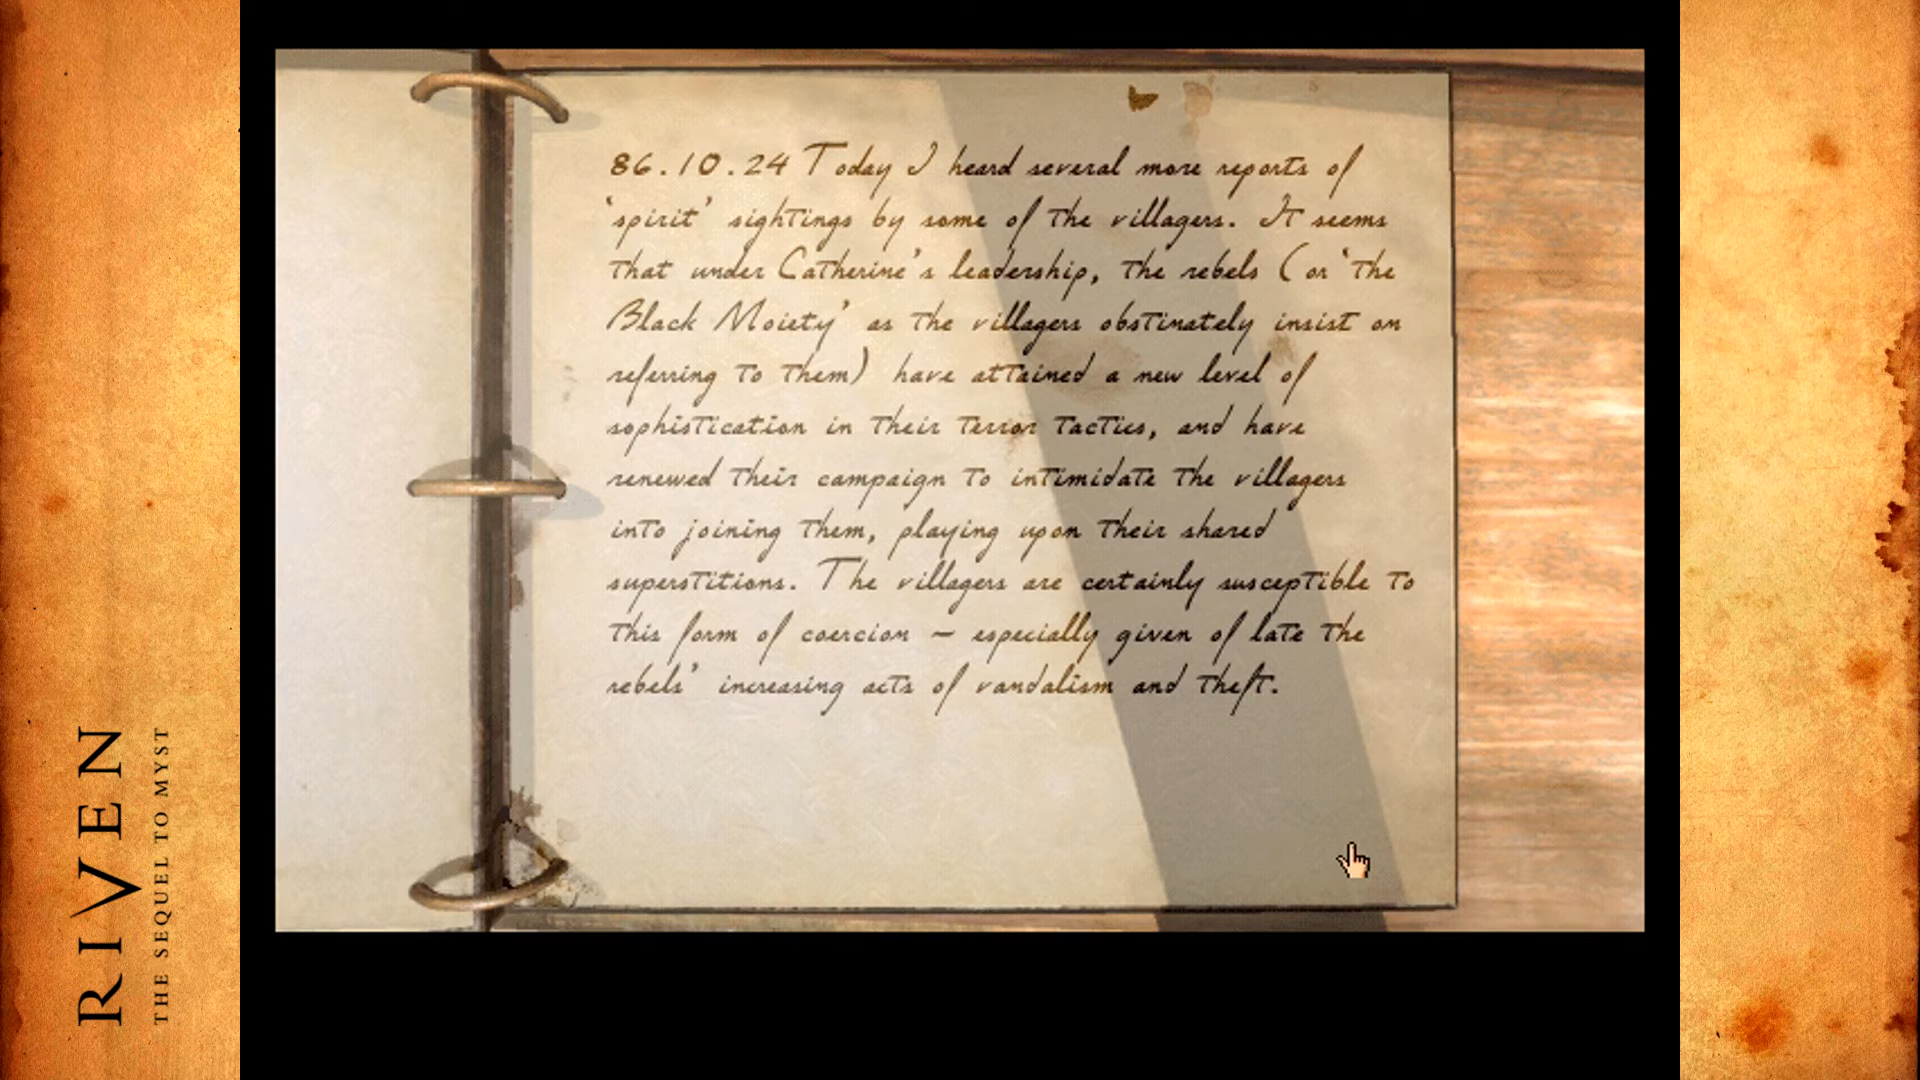 86.10.24 Today I heard several more reports of
'spirit' sightings by some of the villagers. It seems
that under Catherine's leadership, the rebels (or 'the
Black Moiety' as the villagers obstinately insist on
referring to them) have attained a new level of
sophistication in their terror tactics, and have
renewed their campaign to intimidate the villagers
into joining them, playing upon their shared
superstitions. The villagers are certainly susceptible to
this form of coercion – especially given of late the
rebels' increasing acts of vandalism and theft.
RIVEN
THE SEQUEL TO MYST